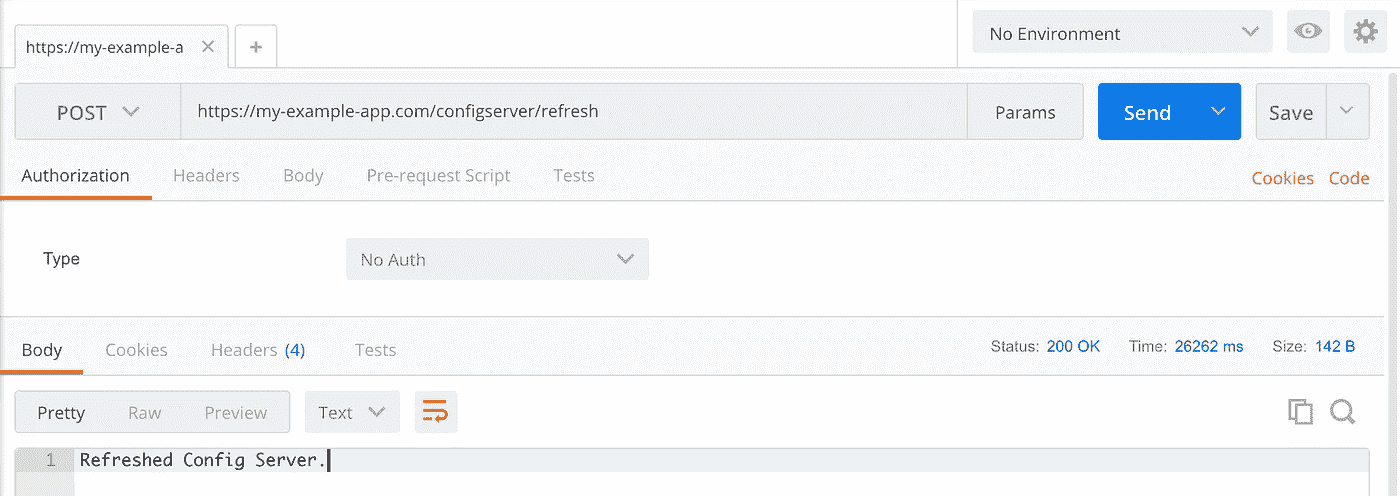 https://my-example-a
No Environment
POST https://my-example-app.com/configserver/refresh Params Send Save
Authorization Headers Body Pre-request Script Tests Cookies Code
Type No Auth
Body Cookies Headers (4) Tests Status: 200 OK Time: 26262 ms Size: 142 B
Pretty Raw Preview Text
1 Refreshed Config Server.